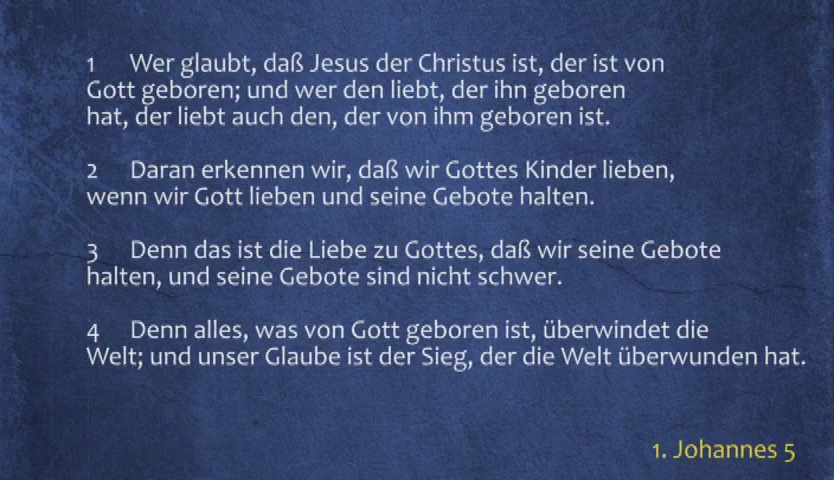 1 Wer glaubt, daß Jesus der Christus ist, der ist von
Gott geboren; und wer den liebt, der ihn geboren
hat, der liebt auch den, der von ihm geboren ist.
2 Daran erkennen wir, daß wir Gottes Kinder lieben,
wenn wir Gott lieben und seine Gebote halten.
3 Denn das ist die Liebe zu Gottes, daß wir seine Gebote
halten, und seine Gebote sind nicht schwer.
4 Denn alles, was von Gott geboren ist, überwindet die
Welt; und unser Glaube ist der Sieg, der die Welt überwunden hat.
1. Johannes 5